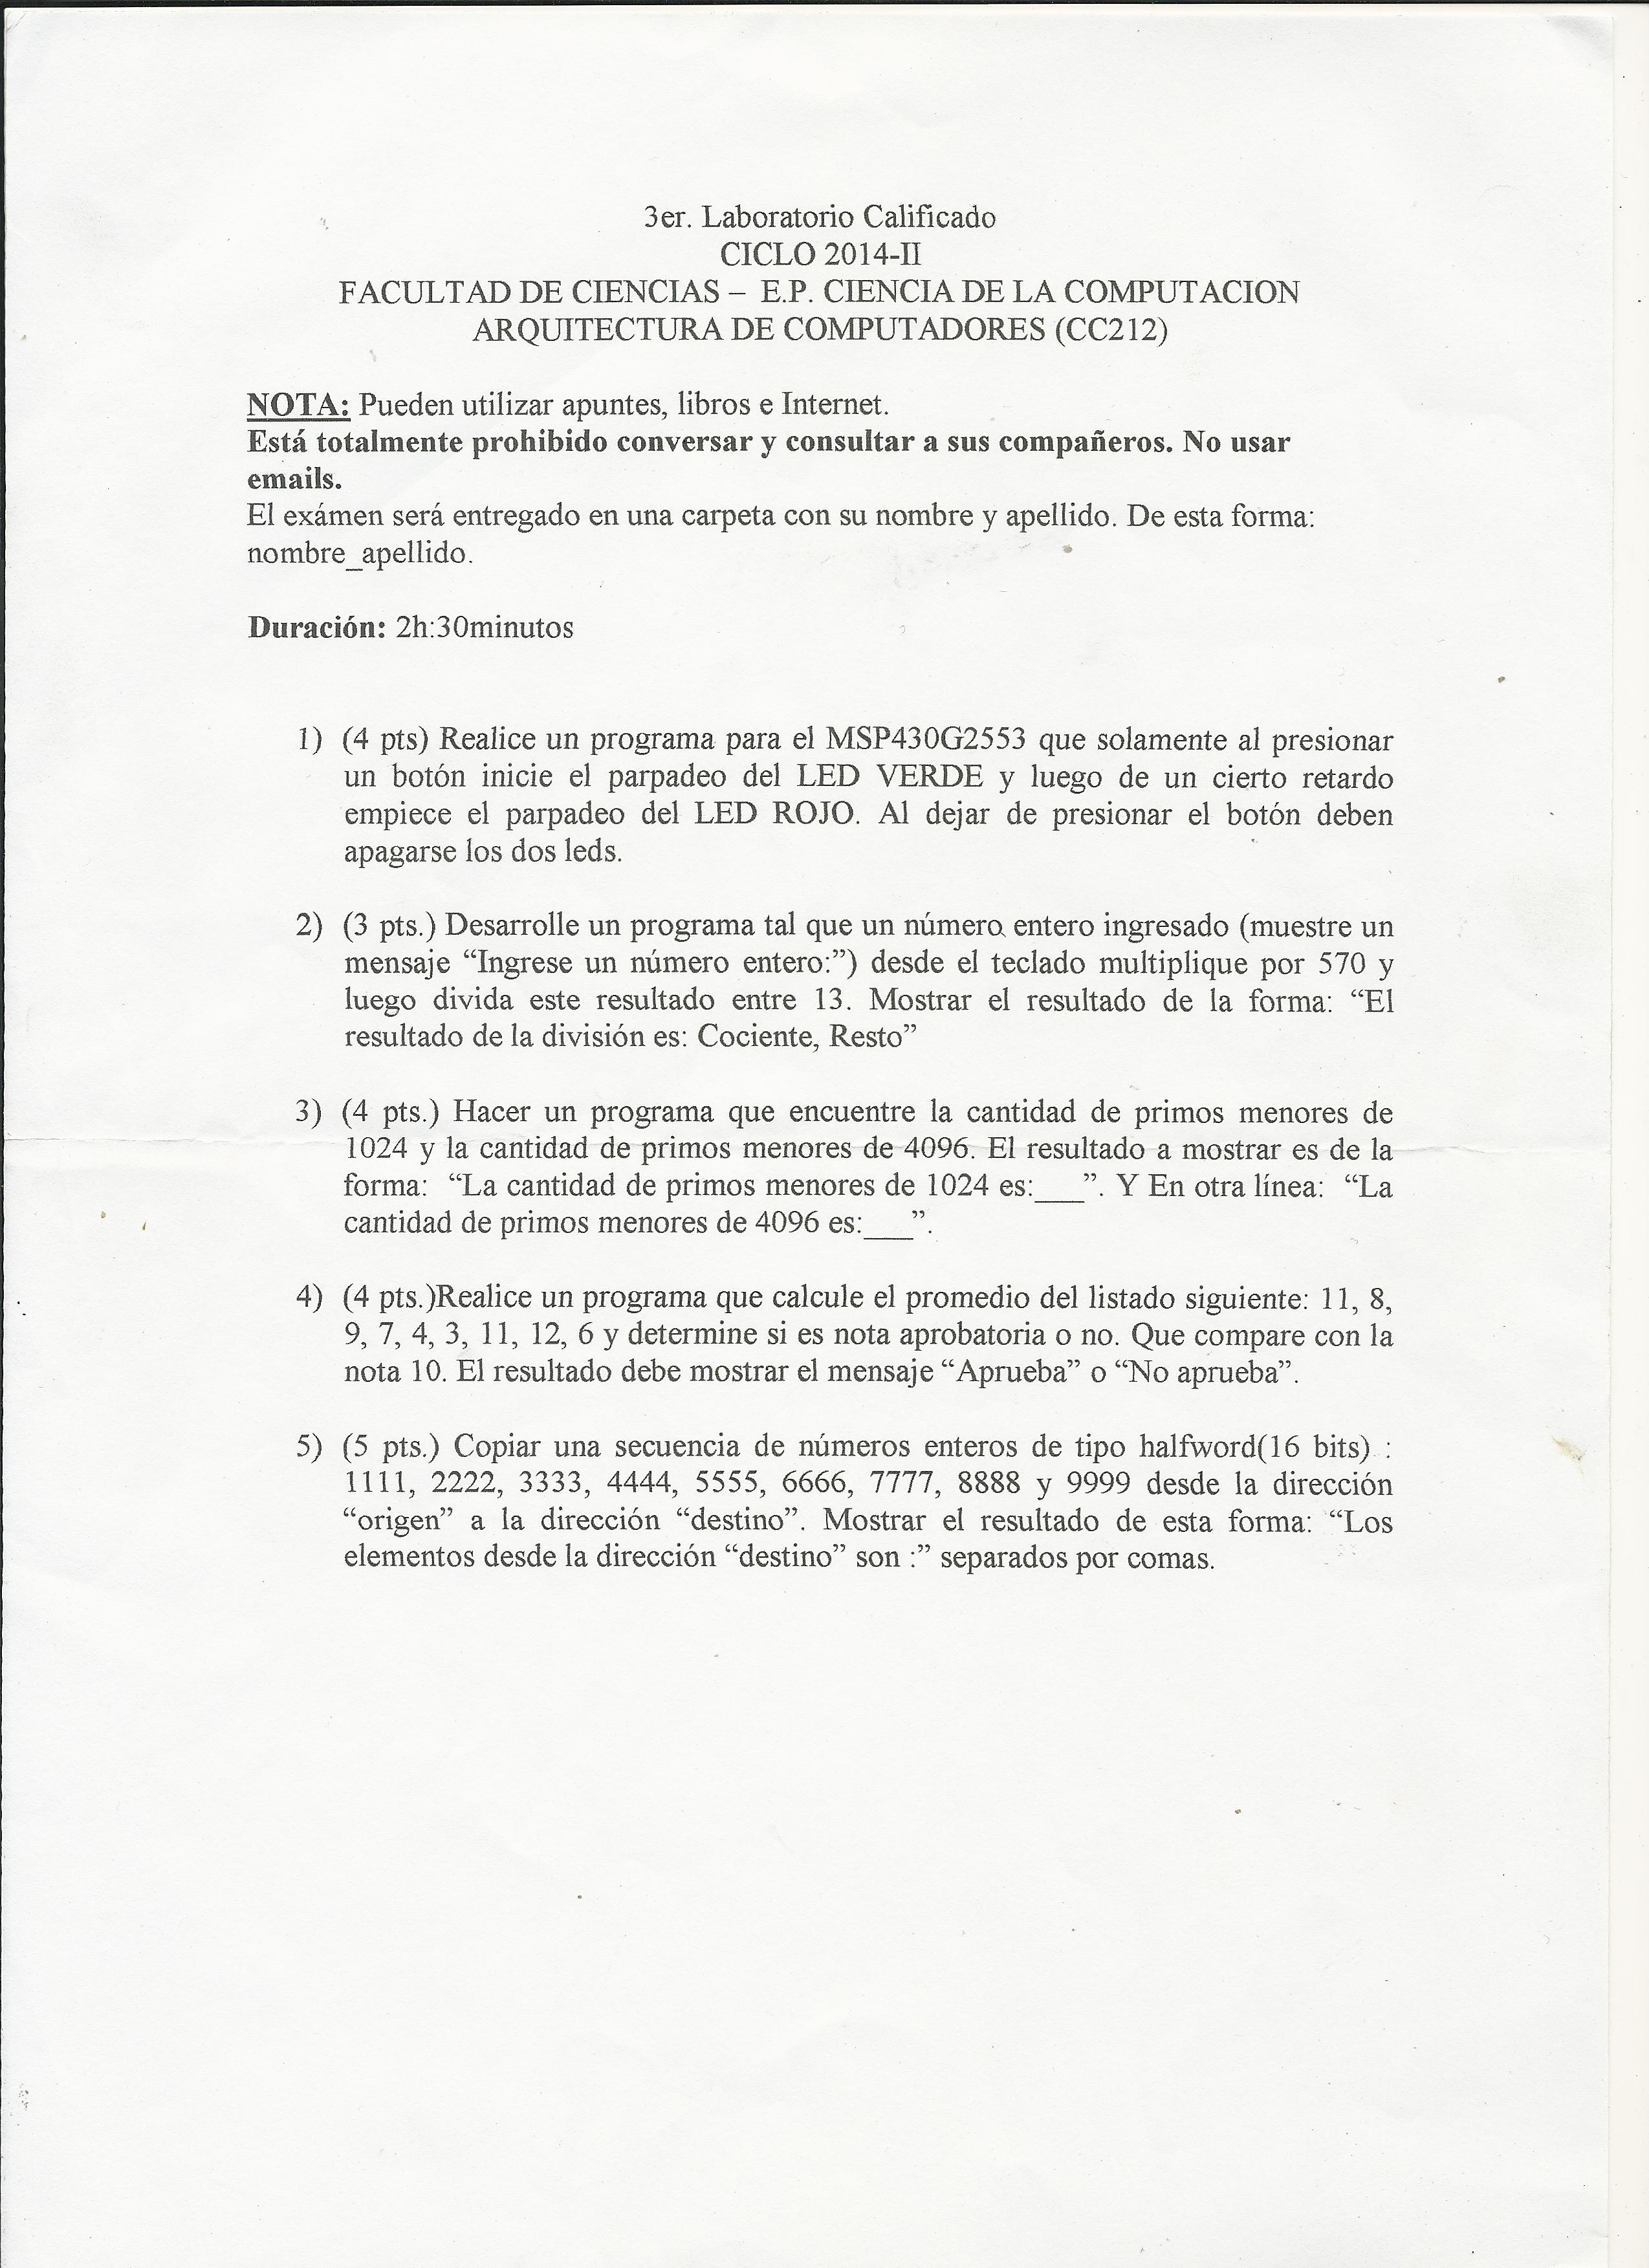 3er. Laboratorio Calificado
CICLO 2014-II
FACULTAD DE CIENCIAS – E.P. CIENCIA DE LA COMPUTACION
ARQUITECTURA DE COMPUTADORES (CC212)
NOTA: Pueden utilizar apuntes, libros e Internet.
Está totalmente prohibido conversar y consultar a sus compañeros. No usar
emails.
El exámen será entregado en una carpeta con su nombre y apellido. De esta forma:
nombre_apellido.
Duración: 2h:30minutos
1) (4 pts) Realice un programa para el MSP430G2553 que solamente al presionar
un botón inicie el parpadeo del LED VERDE y luego de un cierto retardo
empiece el parpadeo del LED ROJO. Al dejar de presionar el botón deben
apagarse los dos leds.
2) (3 pts.) Desarrolle un programa tal que un número entero ingresado (muestre un
mensaje “Ingrese un número entero:”) desde el teclado multiplique por 570 y
luego divida este resultado entre 13. Mostrar el resultado de la forma: “El
resultado de la división es: Cociente, Resto”
3) (4 pts.) Hacer un programa que encuentre la cantidad de primos menores de
1024 y la cantidad de primos menores de 4096. El resultado a mostrar es de la
forma: “La cantidad de primos menores de 1024 es:___”. Y En otra línea: “La
cantidad de primos menores de 4096 es:___”.
4) (4 pts.)Realice un programa que calcule el promedio del listado siguiente: 11, 8,
9, 7, 4, 3, 11, 12, 6 y determine si es nota aprobatoria o no. Que compare con la
nota 10. El resultado debe mostrar el mensaje “Aprueba” o “No aprueba”.
5) (5 pts.) Copiar una secuencia de números enteros de tipo halfword(16 bits) :
1111, 2222, 3333, 4444, 5555, 6666, 7777, 8888 y 9999 desde la dirección
“origen” a la dirección “destino”. Mostrar el resultado de esta forma: “Los
elementos desde la dirección “destino” son :” separados por comas.